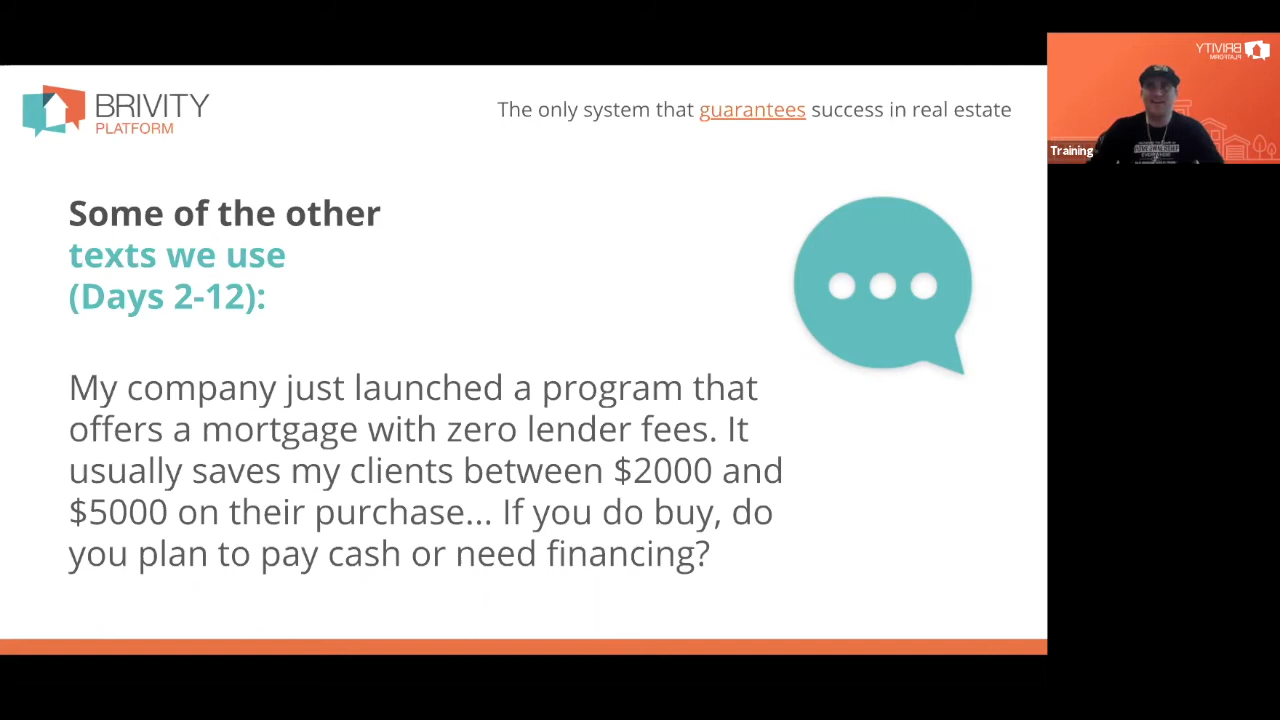 BRIVITY
PLATFORM
The only system that guarantees success in real estate
BRIVITY
PLATFORM
Training
Some of the other
texts we use
(Days 2-12):
My company just launched a program that
offers a mortgage with zero lender fees. It
usually saves my clients between $2000 and
$5000 on their purchase... If you do buy, do
you plan to pay cash or need financing?